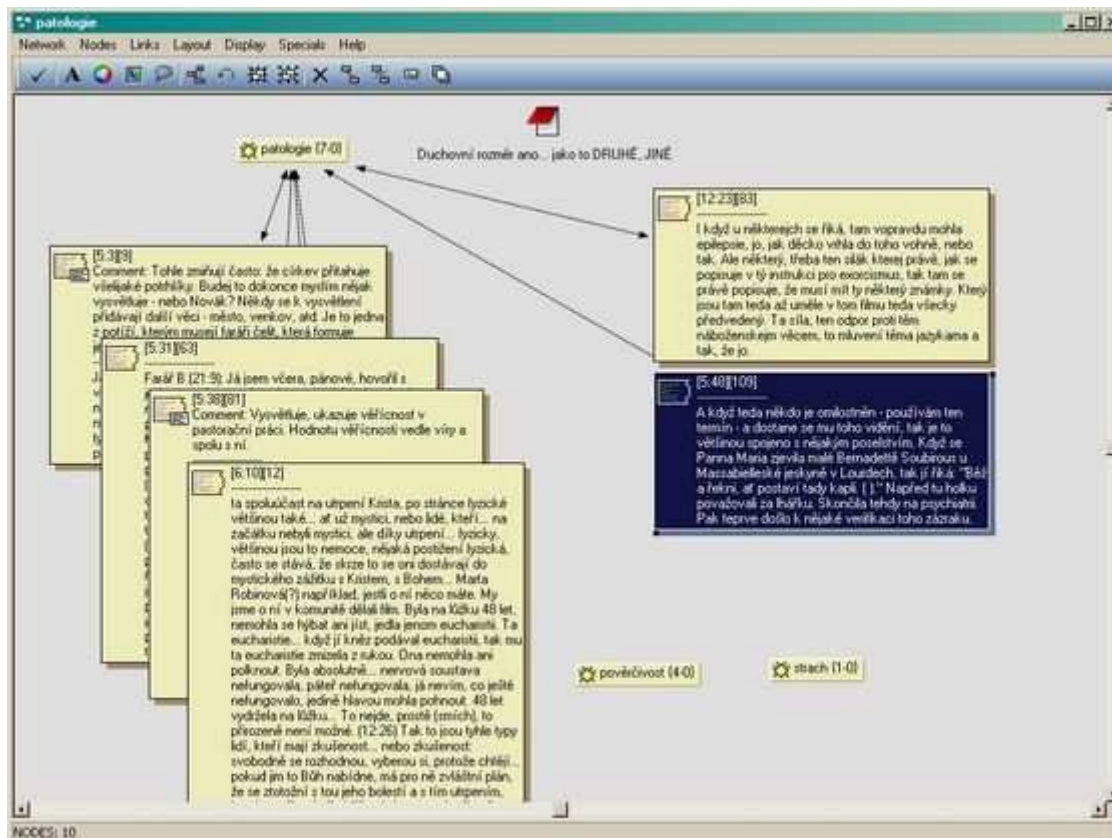 patologie
Network Nodes Links Layout Display Specials Help
patologie {7-0}
Duchovní rozměr ano... jako to DRUHÉ, JINÉ
[12:23][83]
I když u některejch se říká, tam vopravdu mohla
epilepsie, jo, jak děcko vrhla do toho vohně, nebo
tak. Ale některý, třeba ten silák kterej právě, jak se
popisuje v tý instrukci pro exorcismus, tak tam se
právě popisuje, že musí mít ty některý známky. Který
jsou tam teda až uměle v tom filmu teda všecky
předvedený. Ta síla, ten odpor proti těm
náboženskejm věcem, to mluvení těma jazykama a
tak, že jo.
[5:3][9]
Comment: Tohle zmiňují často: že církev přitahuje
všelijaké potrhlíky. Budej to dokonce myslím nějak
vysvětluje - nebo Novák? Někdy se k vysvětlení
přidávají další věci - město, venkov, atd. Je to jedna
z potíží, kterým musejí faráři čelit, která formuje
[5:31][63]
Farář B (21:9): Já jsem včera, pánové, hovořil s
[5:38][81]
Comment: Vysvětluje, ukazuje věřícnost v
pastorační práci. Hodnotu věřícnosti vedle víry a
spolu s ní.
[6:10][12]
ta spoluúčast na utrpení Krista, po stránce fyzické
většinou také... ať už mystici, nebo lidé, kteří... na
začátku nebyli mystici, ale díky utrpení... fyzicky,
většinou jsou to nemoce, nějaká postižení fyzická,
často se stává, že skrze to se oni dostávají do
mystického zážitku s Kristem, s Bohem... Marta
Robinová(?) například, jestli o ní něco máte. My
jsme o ní v komunitě dělali film. Byla na lůžku 48 let,
nemohla se hýbat ani jíst, jedla jenom eucharistii. Ta
eucharistie... když jí kněz podával eucharistii, tak mu
ta eucharistie zmizela z rukou. Ona nemohla ani
polknout. Byla absolutně... nervová soustava
nefungovala, páteř nefungovala, já nevím, co ještě
nefungovalo, jedině hlavou mohla pohnout. 48 let
vydržela na lůžku... To nejde, prostě (smích), to
přirozeně není možné. (12:26) Tak to jsou tyhle typy
lidí, kteří mají zkušenost... nebo zkušenost:
svobodně se rozhodnou, vyberou si, protože chtějí...
pokud jim to Bůh nabídne, má pro ně zvláštní plán,
že se ztotožní s tou jeho bolestí a s tím utrpením,
[5:48][109]
A když teda někdo je omilostněn - používám ten
termín - a dostane se mu toho vidění, tak je to
většinou spojeno s nějakým poselstvím. Když se
Panna Maria zjevila malé Bernadettě Soubirous u
Massabielleské jeskyně v Lourdech, tak jí říká: "Běž
a řekni, ať postaví tady kapli. ( )." Napřed tu holku
považovali za lhářku. Skončila tehdy na psychiatrii.
Pak teprve došlo k nějaké verifikaci toho zázraku.
pověrčivost {4-0}
strach {1-0}
NODES: 10